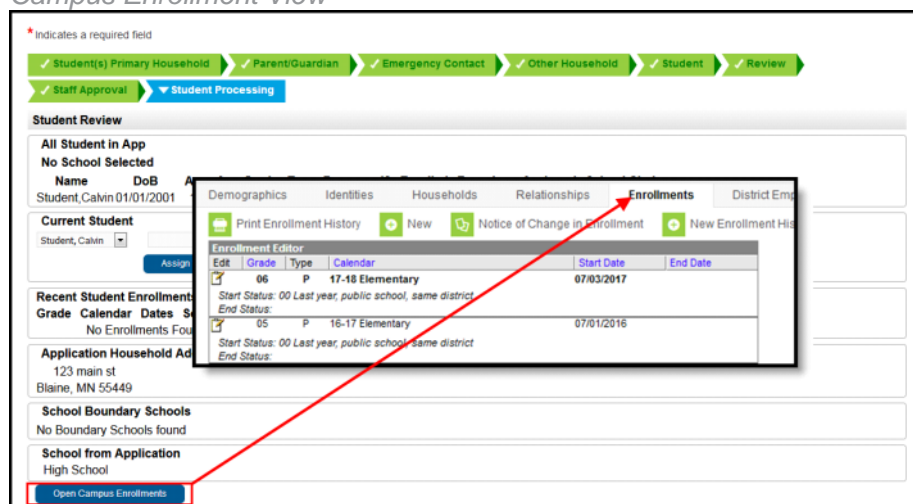 Campus Enrollment View
*Indicates a required field
✓ Student(s) Primary Household ✓ Parent/Guardian ✓ Emergency Contact ✓ Other Household ✓ Student ✓ Review
✓ Staff Approval ▼ Student Processing
Student Review
All Student in App
No School Selected
Name DoB
Student,Calvin 01/01/2001
Current Student
Student, Calvin
Assign
Recent Student Enrollment
Grade Calendar Dates
No Enrollments Fou
Application Household Ad
123 main st
Blaine, MN 55449
School Boundary Schools
No Boundary Schools found
School from Application
High School
Open Campus Enrollments
Demographics Identities Households Relationships Enrollments District Emp
Print Enrollment History New Notice of Change in Enrollment New Enrollment His
Enrollment Editor
Edit Grade Type Calendar Start Date End Date
06 P 17-18 Elementary 07/03/2017
Start Status: 00 Last year, public school, same district
End Status:
05 P 16-17 Elementary 07/01/2016
Start Status: 00 Last year, public school, same district
End Status: